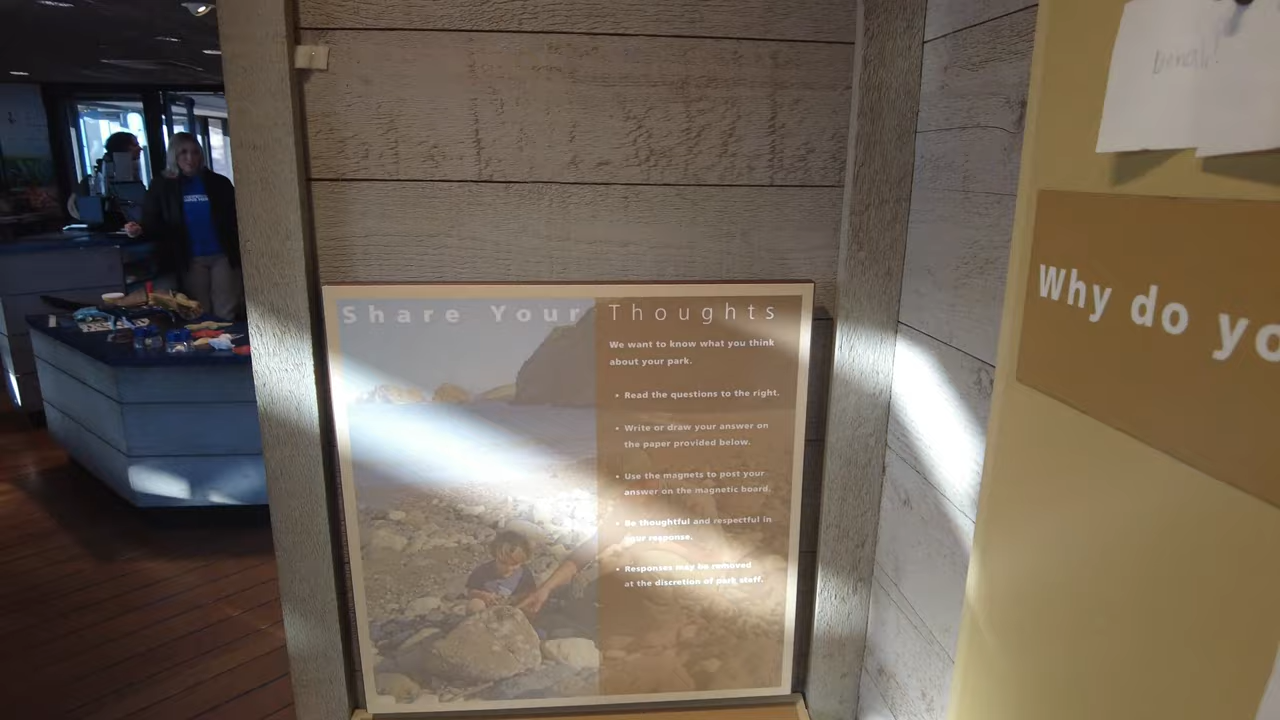 Share Your Thoughts
We want to know what you think
about your park.
• Read the questions to the right.
• Write or draw your answer on
the paper provided below.
• Use the magnets to post your
answer on the magnetic board.
• Be thoughtful and respectful in
your response.
• Responses may be removed
at the discretion of park staff.
Why do yo